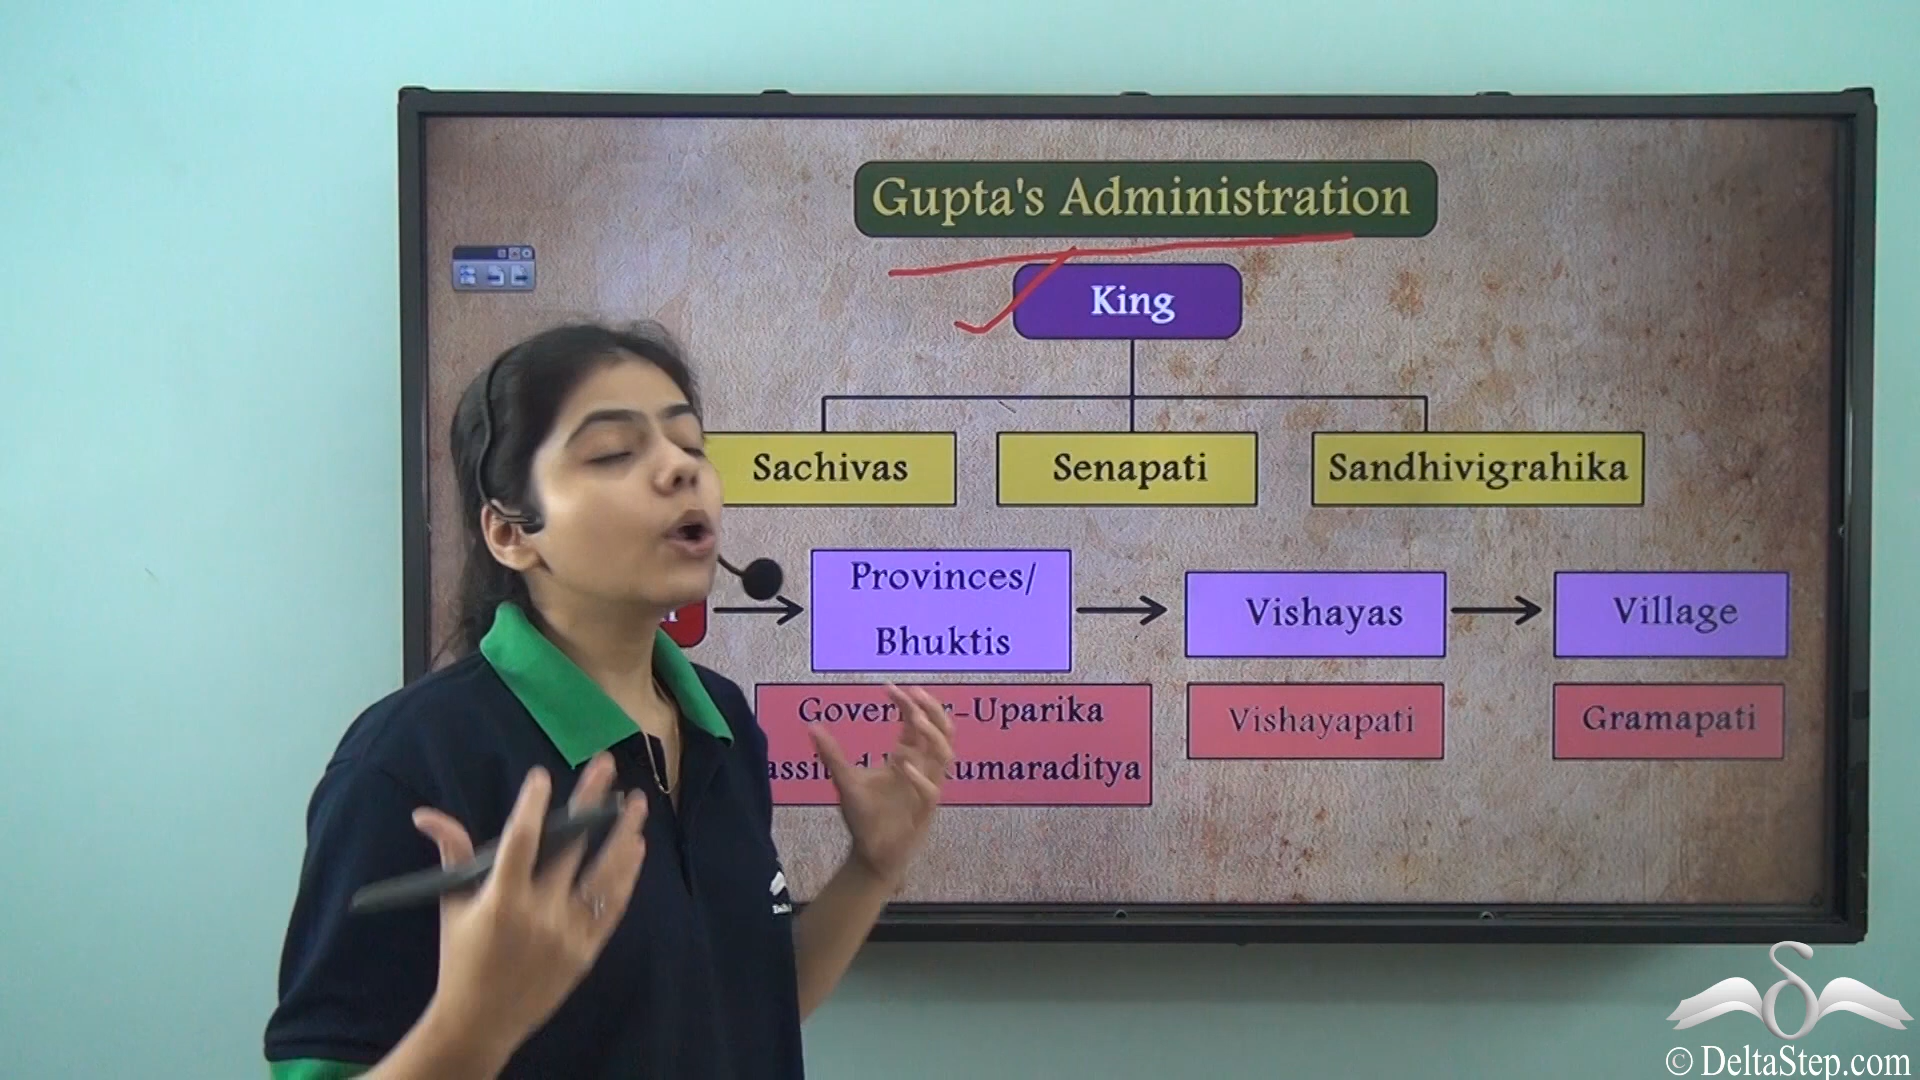 Gupta's Administration
King
Sachivas
Senapati
Sandhivigrahika
Provinces/
Bhuktis
Vishayas
Village
Vishayapati
Gramapati
© DeltaStep.com